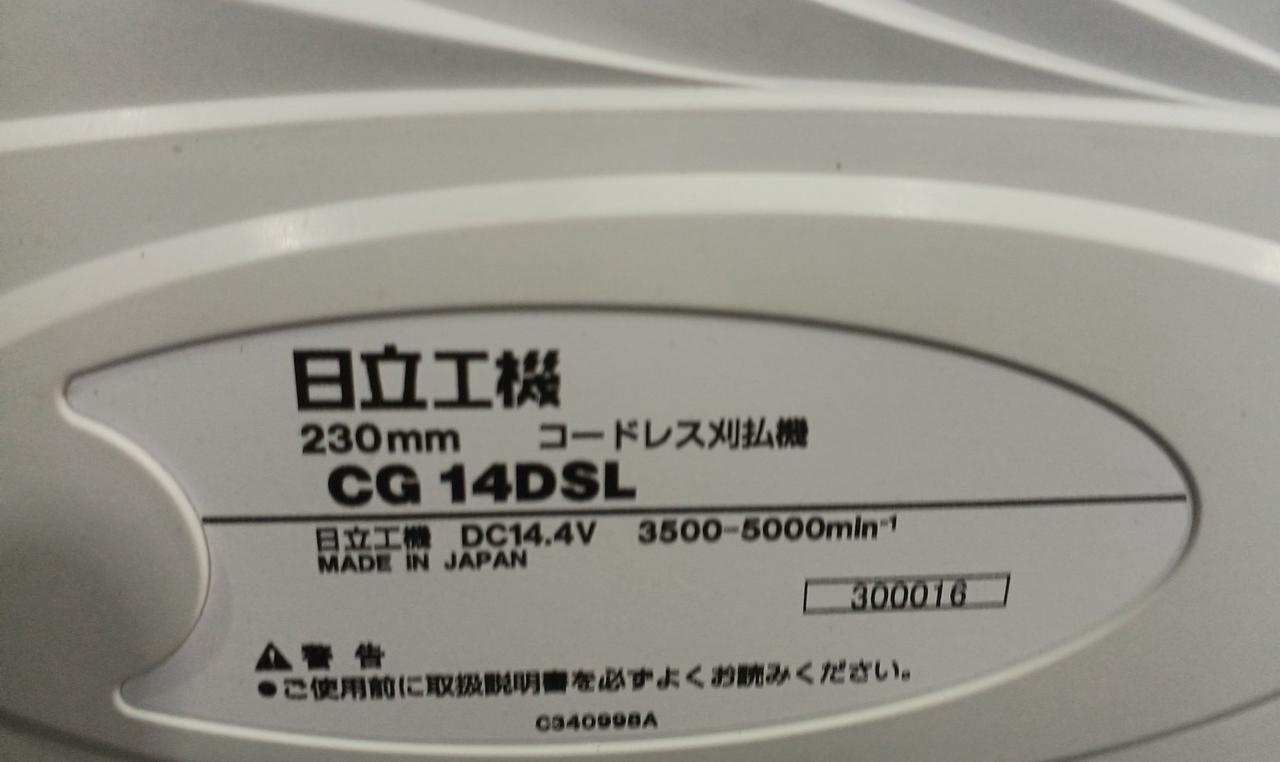 日立工機
230mm コードレス刈払機
CG 14DSL
日立工機 DC14.4V 3500-5000min⁻¹
MADE IN JAPAN
300016
⚠警告
●ご使用前に取扱説明書を必ずよくお読みください。
C340998A